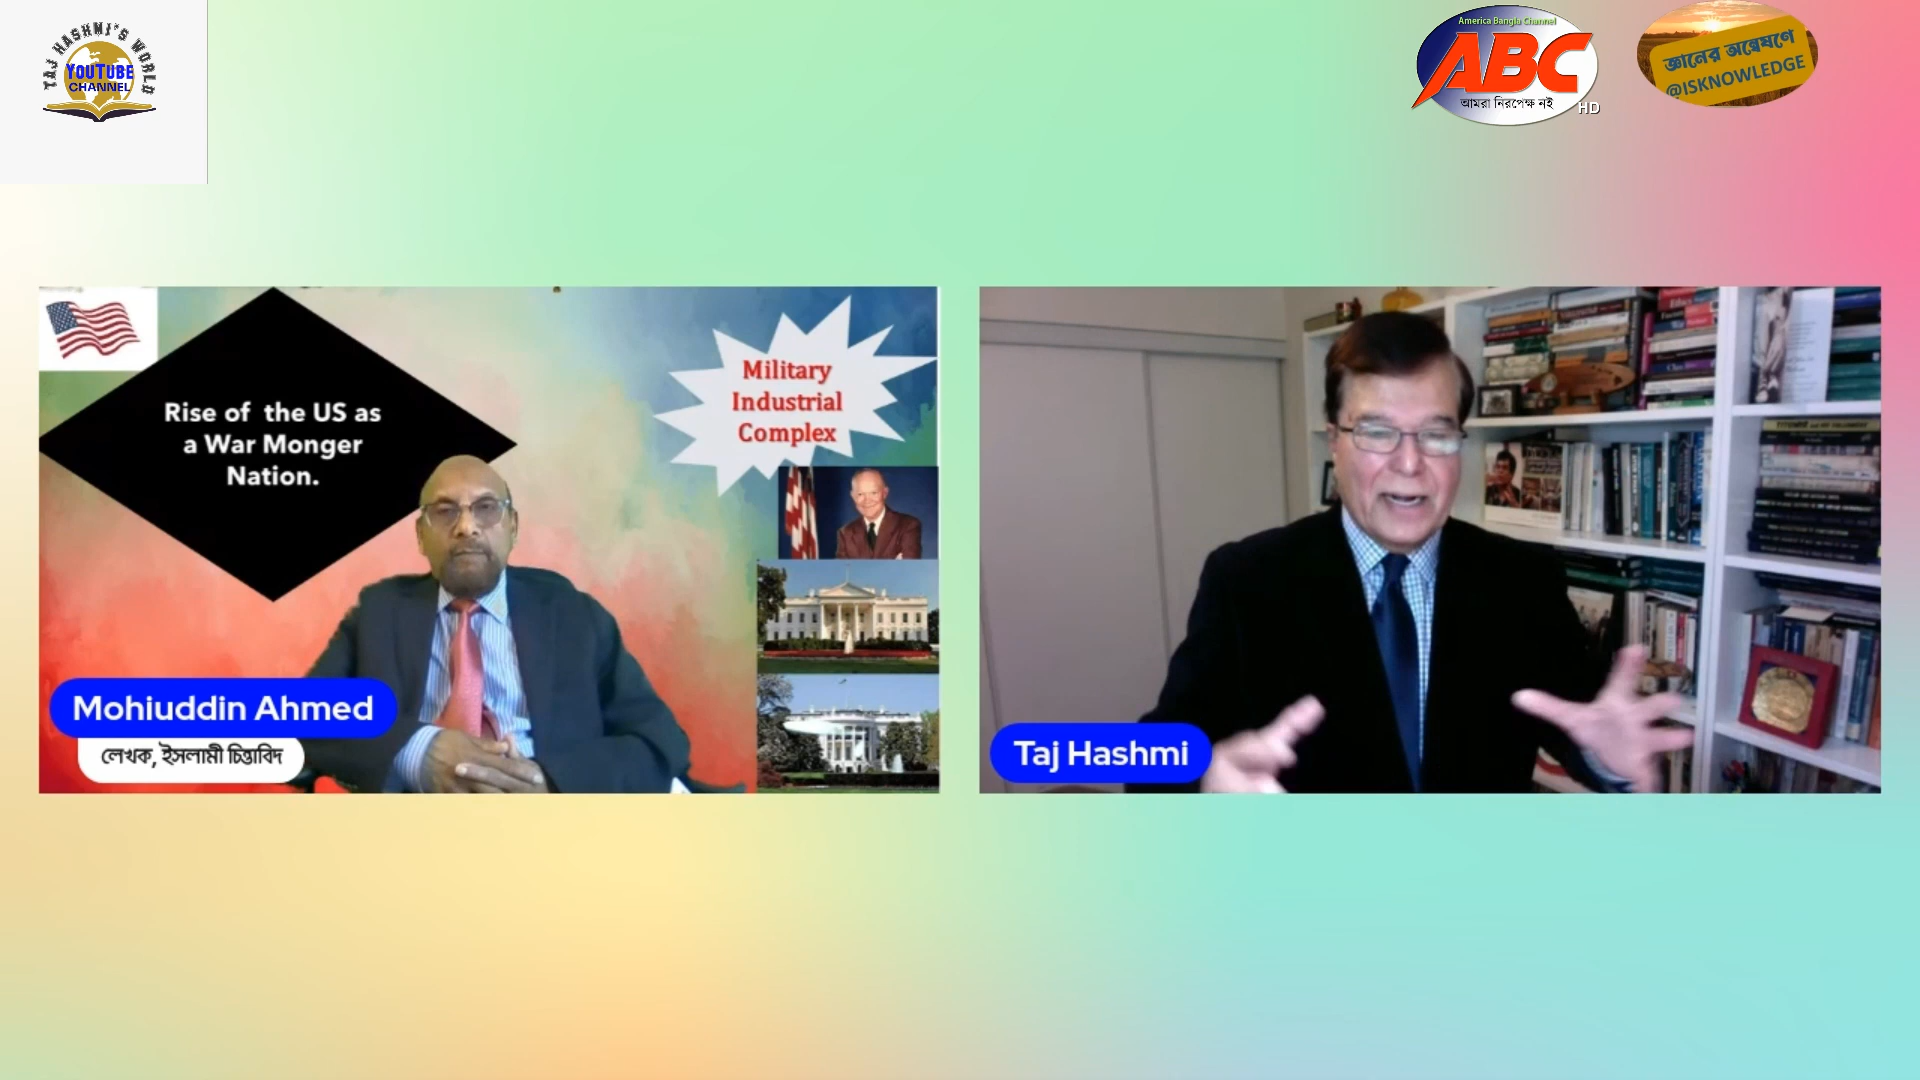 TAJ HASHMI'S WORLD
YOUTUBE
CHANNEL
America Bangla Channel
ABC
আমরা নিরপেক্ষ নই
HD
জ্ঞানের অন্বেষণে
@ISKNOWLEDGE
Rise of the US as
a War Monger
Nation.
Military
Industrial
Complex
Mohiuddin Ahmed
লেখক, ইসলামী চিন্তাবিদ
Taj Hashmi